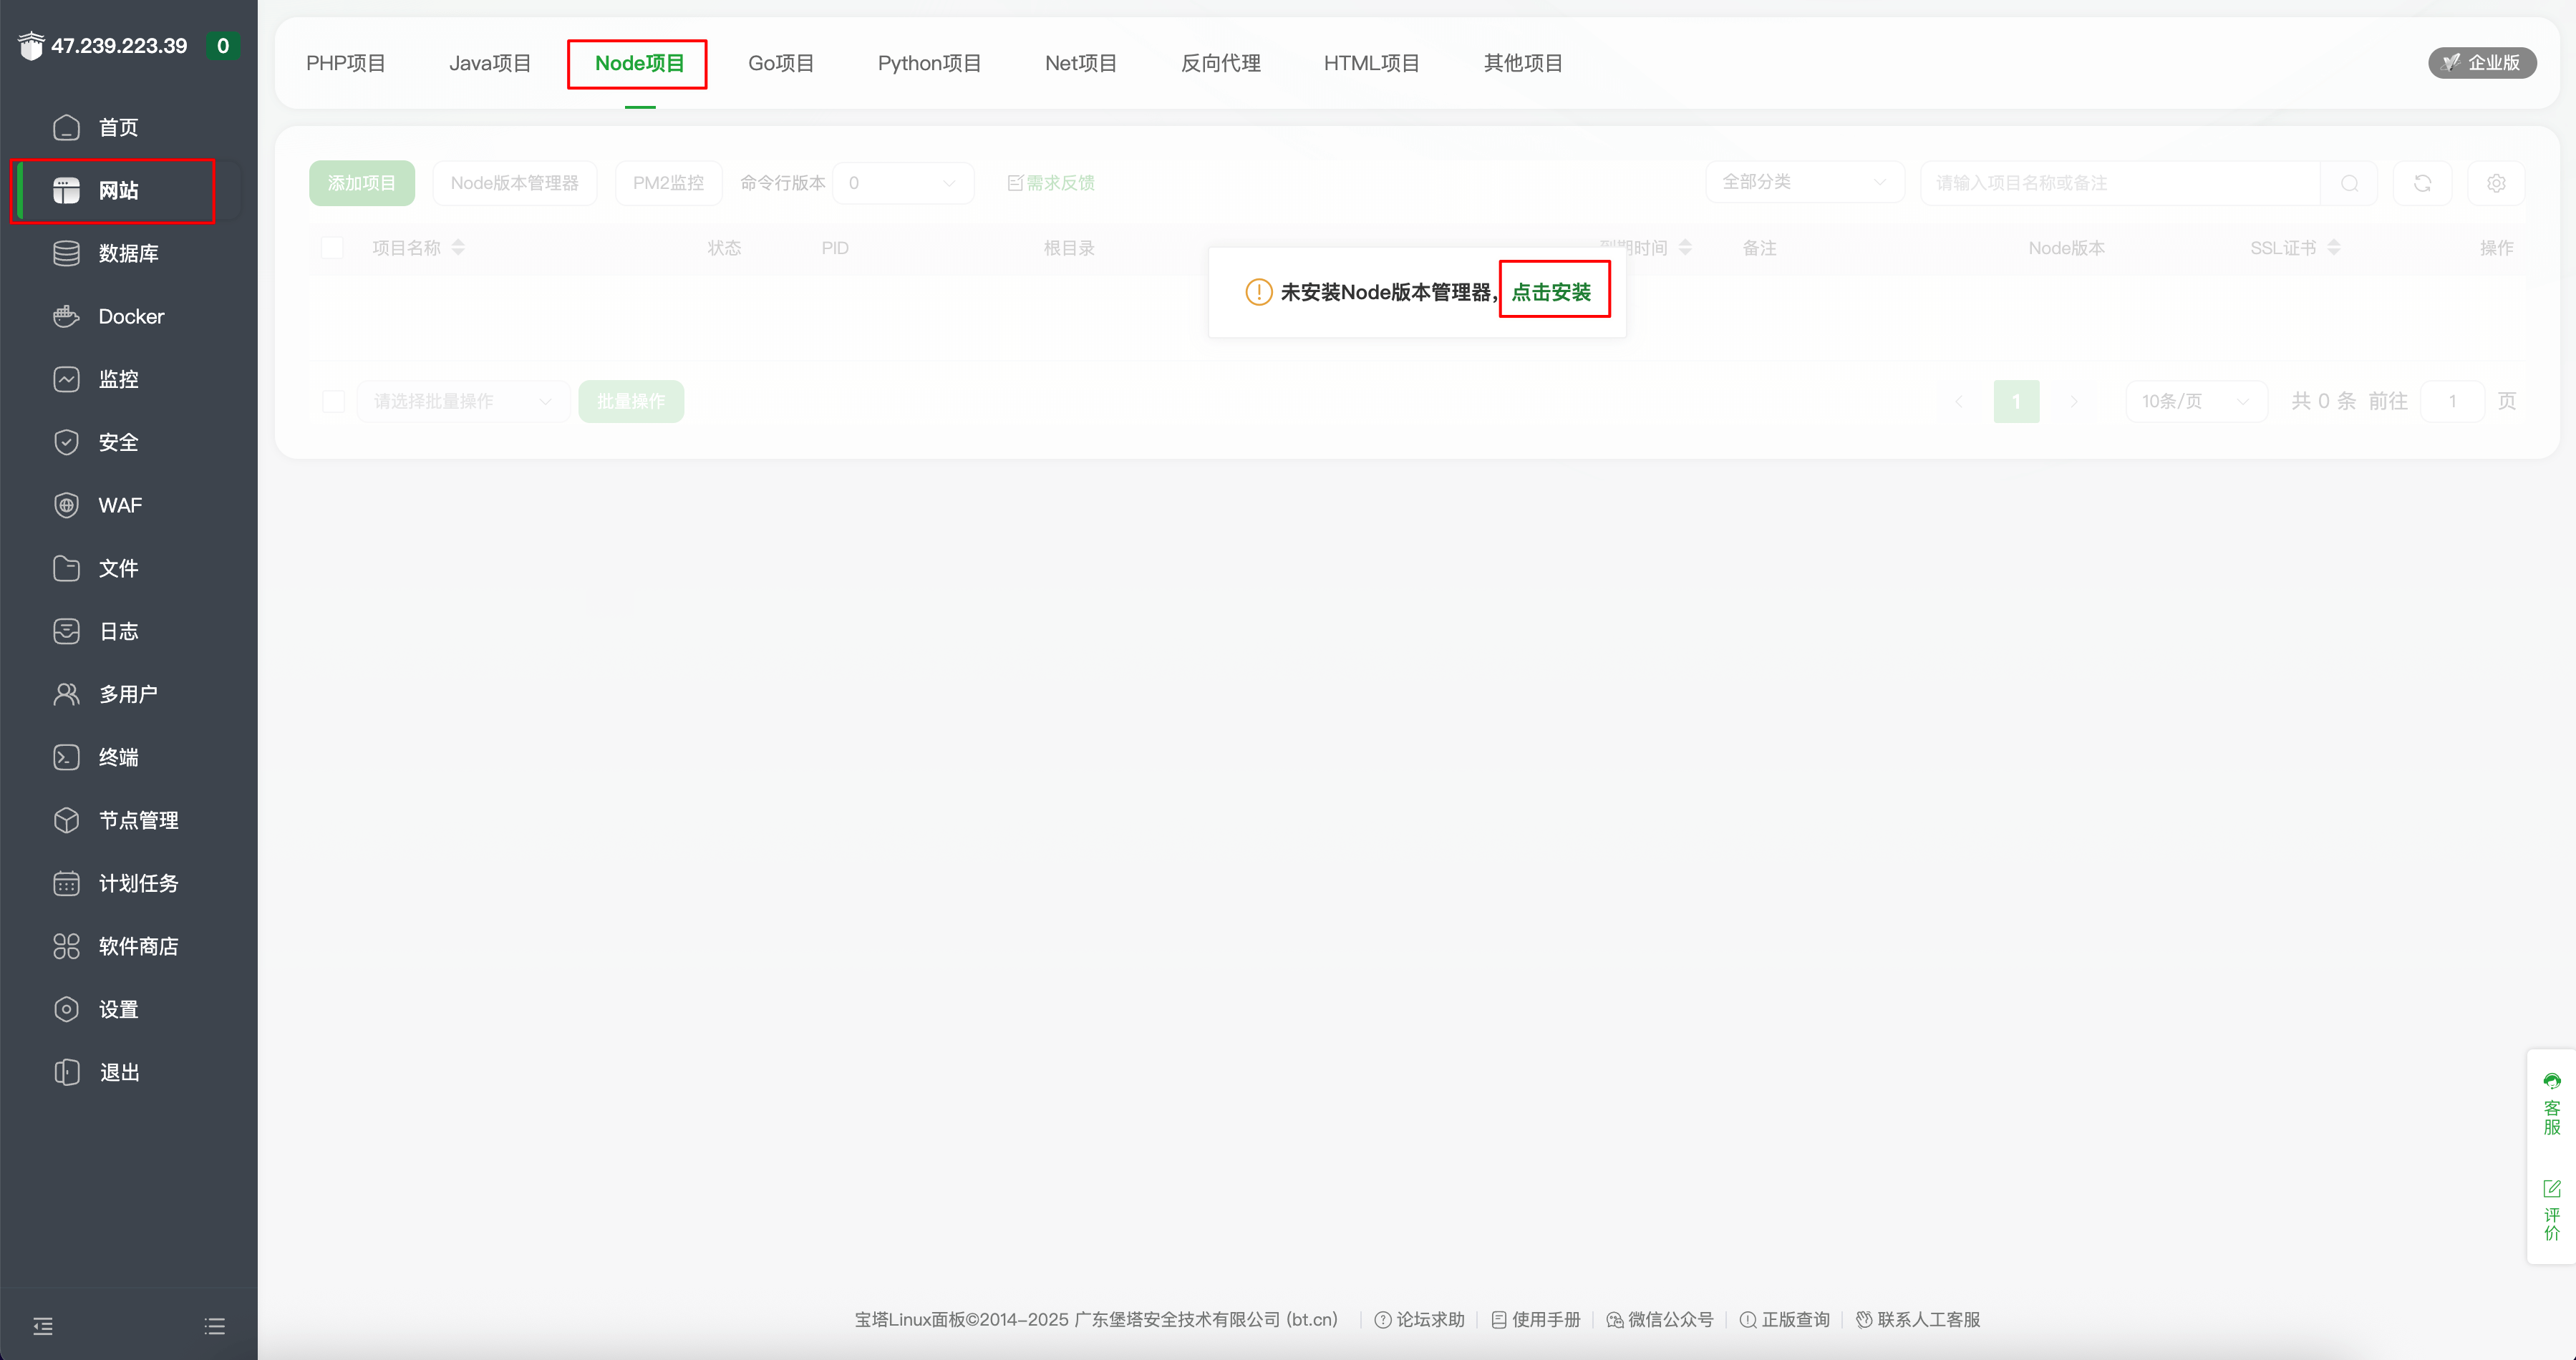 47.239.223.39 0
首页
网站
数据库
Docker
监控
安全
WAF
文件
日志
多用户
终端
节点管理
计划任务
软件商店
设置
退出
PHP项目 Java项目 Node项目 Go项目 Python项目 Net项目 反向代理 HTML项目 其他项目 企业版
添加项目 Node版本管理器 PM2监控 命令行版本 0 需求反馈 全部分类 请输入项目名称或备注
项目名称 状态 PID 根目录 到期时间 备注 Node版本 SSL证书 操作
未安装Node版本管理器, 点击安装
请选择批量操作 批量操作 1 10条/页 共 0 条 前往 1 页
客服
评价
宝塔Linux面板©2014-2025 广东堡塔安全技术有限公司 (bt.cn) 论坛求助 使用手册 微信公众号 正版查询 联系人工客服